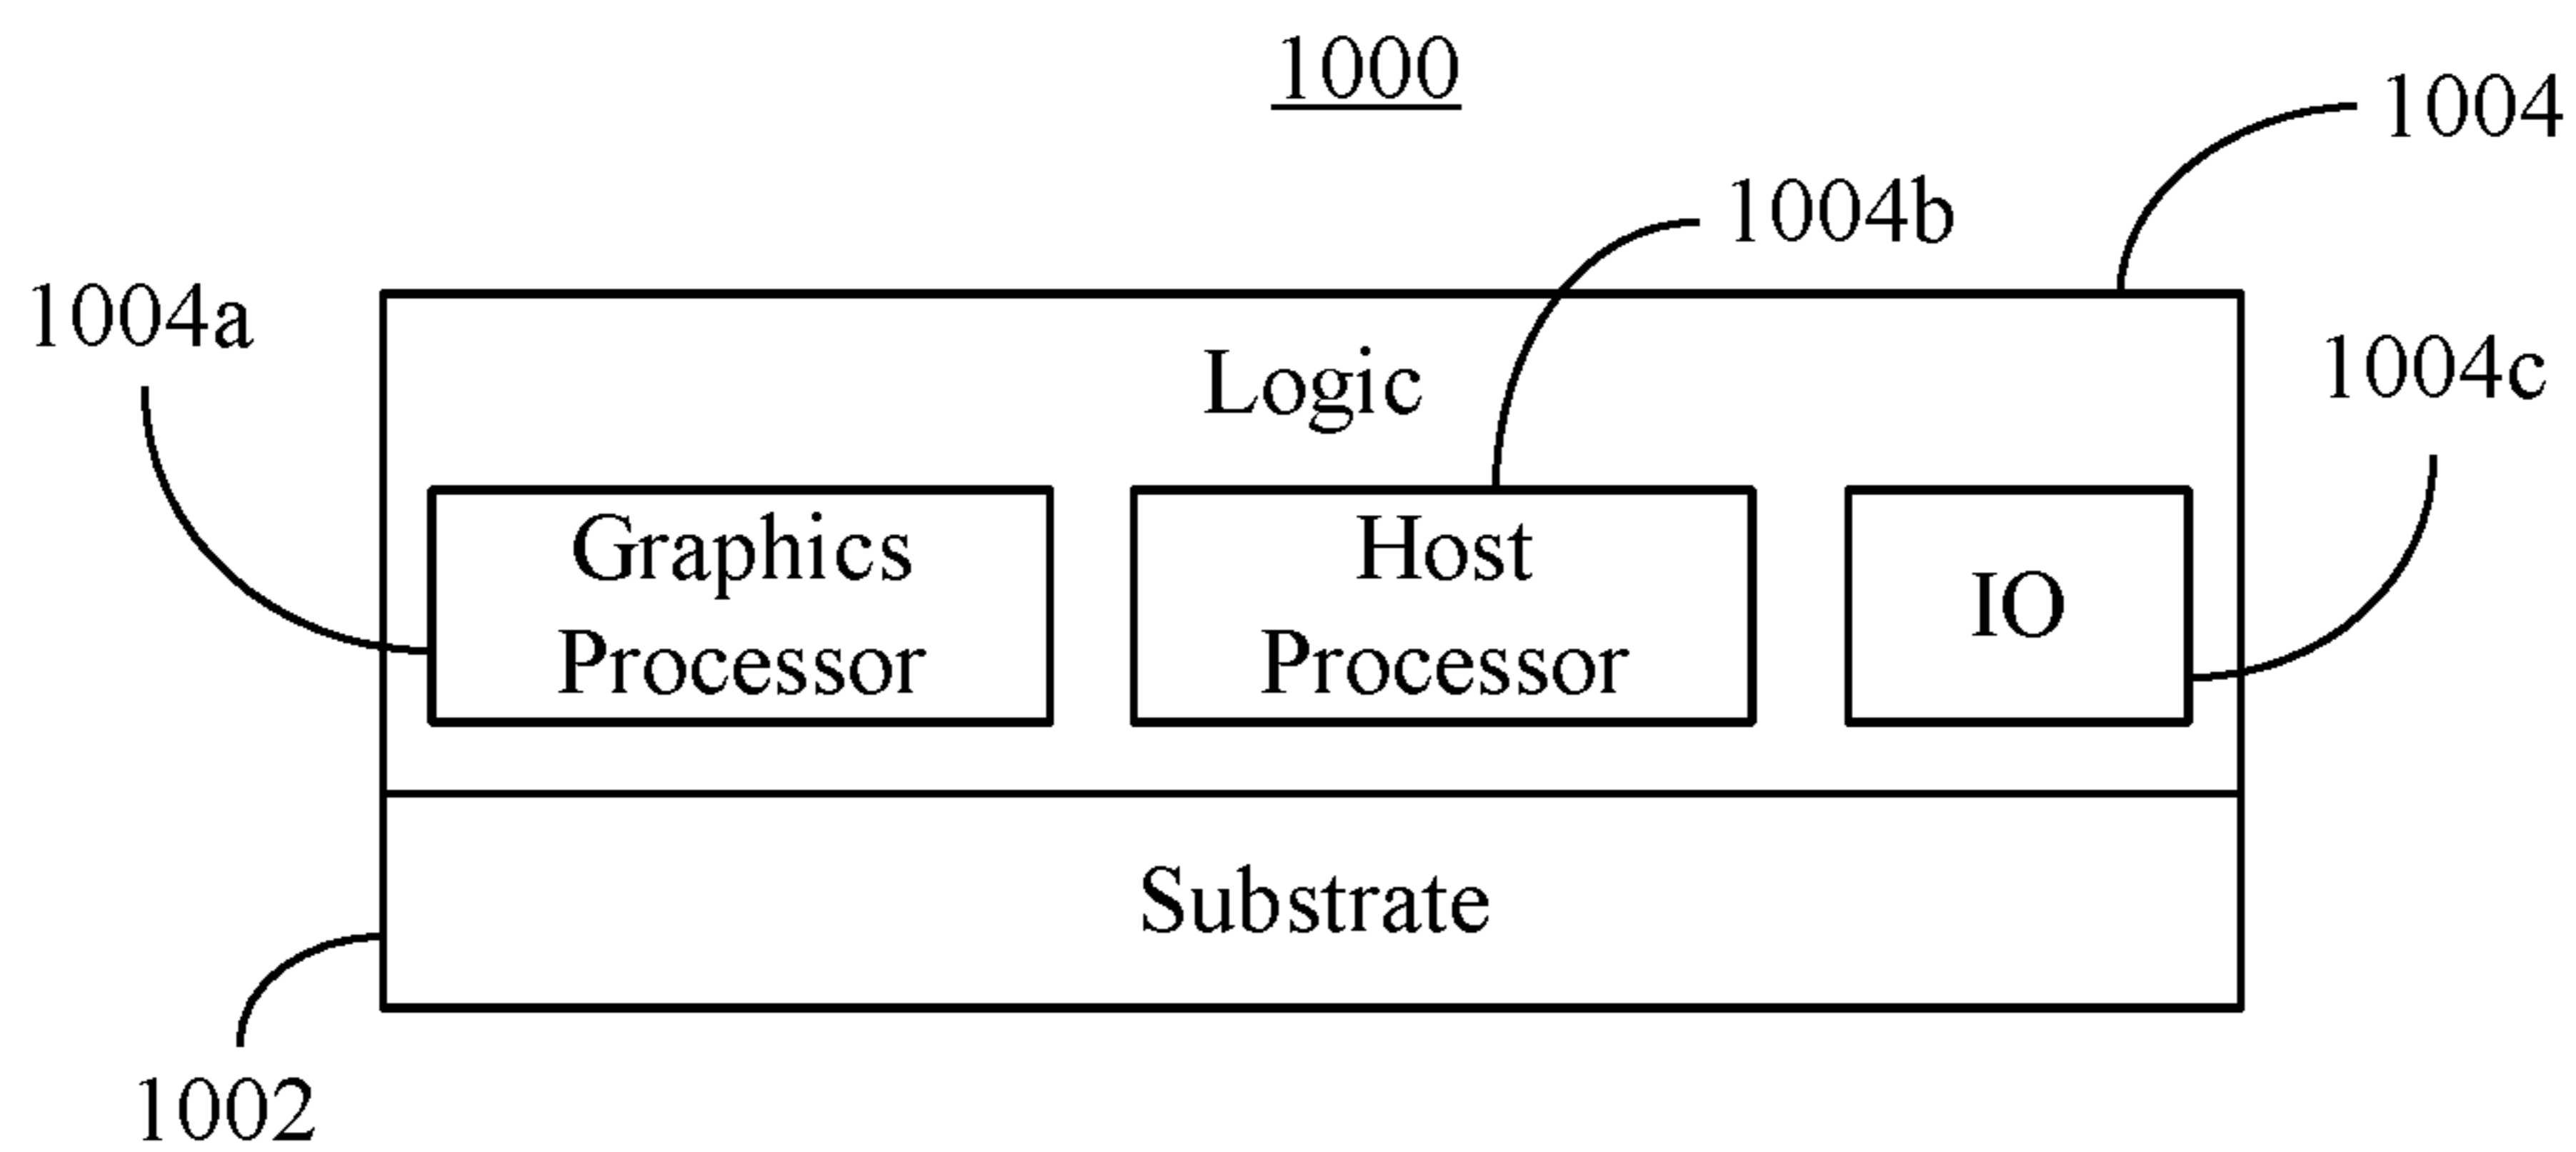 1000
1004
1004b
1004a
1004c
Logic
Graphics
Processor
Host
Processor
IO
Substrate
1002